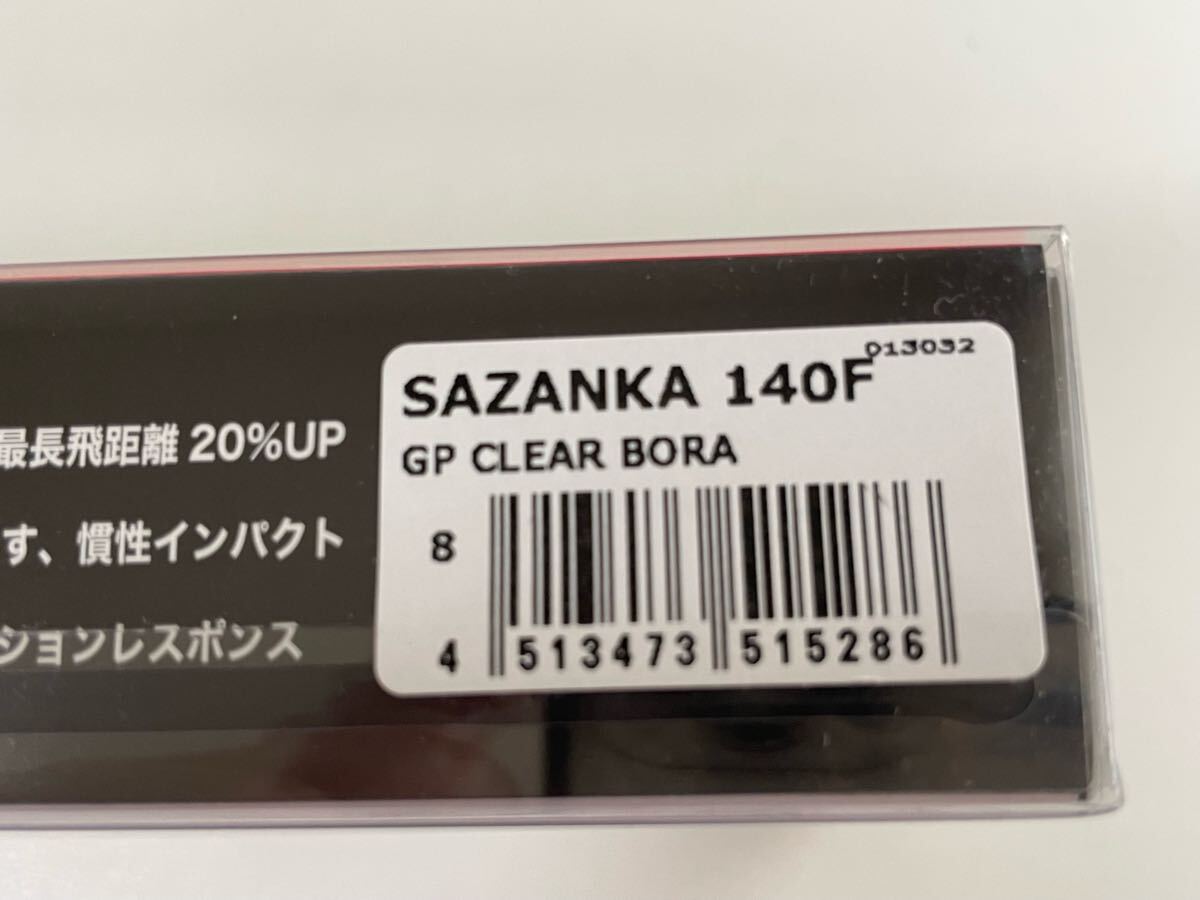 最長飛距離 20%UP
す、慣性インパクト
ションレスポンス
D13032
SAZANKA 140F
GP CLEAR BORA
8
4 513473 515286